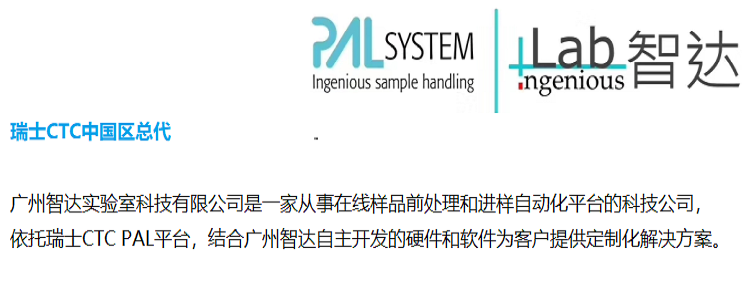 PAL SYSTEM
Ingenious sample handling
Lab
Ingenious
智达
瑞士CTC中国区总代
广州智达实验室科技有限公司是一家从事在线样品前处理和进样自动化平台的科技公司，
依托瑞士CTC PAL平台，结合广州智达自主开发的硬件和软件为客户提供定制化解决方案。